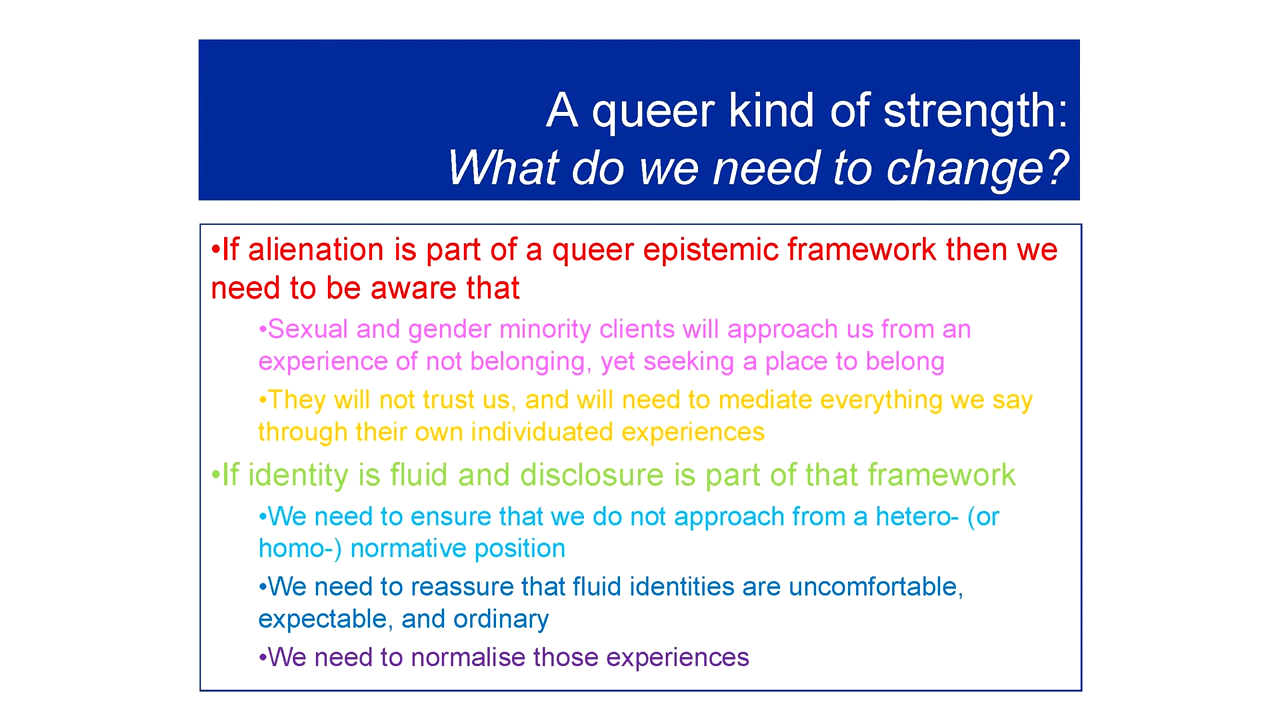 A queer kind of strength:
What do we need to change?
•If alienation is part of a queer epistemic framework then we
need to be aware that
•Sexual and gender minority clients will approach us from an
experience of not belonging, yet seeking a place to belong
•They will not trust us, and will need to mediate everything we say
through their own individuated experiences
•If identity is fluid and disclosure is part of that framework
•We need to ensure that we do not approach from a hetero- (or
homo-) normative position
•We need to reassure that fluid identities are uncomfortable,
expectable, and ordinary
•We need to normalise those experiences